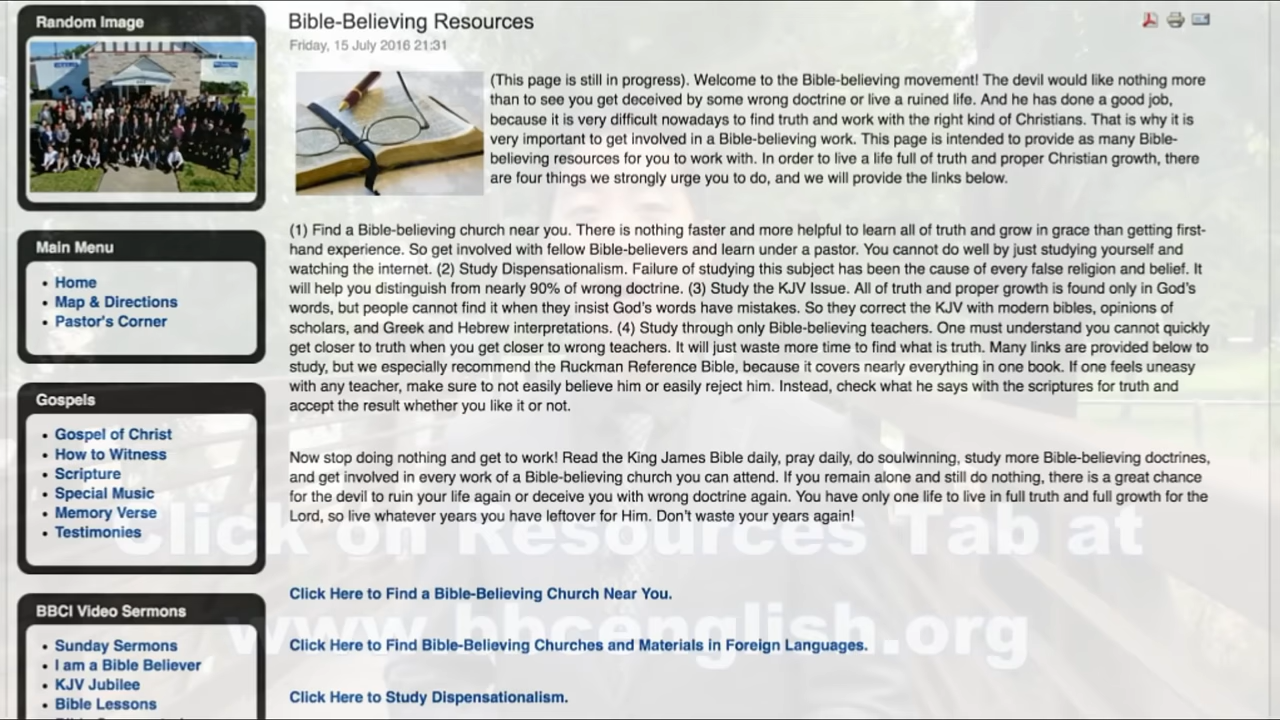 Random Image
Main Menu
Home
Map & Directions
Pastor's Corner
Gospels
Gospel of Christ
How to Witness
Scripture
Special Music
Memory Verse
Testimonies
BBCI Video Sermons
Sunday Sermons
I am a Bible Believer
KJV Jubilee
Bible Lessons
Bible-Believing Resources
Friday, 15 July 2016 21:31
(This page is still in progress). Welcome to the Bible-believing movement! The devil would like nothing more
than to see you get deceived by some wrong doctrine or live a ruined life. And he has done a good job,
because it is very difficult nowadays to find truth and work with the right kind of Christians. That is why it is
very important to get involved in a Bible-believing work. This page is intended to provide as many Bible-
believing resources for you to work with. In order to live a life full of truth and proper Christian growth, there
are four things we strongly urge you to do, and we will provide the links below.
(1) Find a Bible-believing church near you. There is nothing faster and more helpful to learn all of truth and grow in grace than getting first-
hand experience. So get involved with fellow Bible-believers and learn under a pastor. You cannot do well by just studying yourself and
watching the internet. (2) Study Dispensationalism. Failure of studying this subject has been the cause of every false religion and belief. It
will help you distinguish from nearly 90% of wrong doctrine. (3) Study the KJV Issue. All of truth and proper growth is found only in God's
words, but people cannot find it when they insist God's words have mistakes. So they correct the KJV with modern bibles, opinions of
scholars, and Greek and Hebrew interpretations. (4) Study through only Bible-believing teachers. One must understand you cannot quickly
get closer to truth when you get closer to wrong teachers. It will just waste more time to find what is truth. Many links are provided below to
study, but we especially recommend the Ruckman Reference Bible, because it covers nearly everything in one book. If one feels uneasy
with any teacher, make sure to not easily believe him or easily reject him. Instead, check what he says with the scriptures for truth and
accept the result whether you like it or not.
Now stop doing nothing and get to work! Read the King James Bible daily, pray daily, do soulwinning, study more Bible-believing doctrines,
and get involved in every work of a Bible-believing church you can attend. If you remain alone and still do nothing, there is a great chance
for the devil to ruin your life again or deceive you with wrong doctrine again. You have only one life to live in full truth and full growth for the
Lord, so live whatever years you have leftover for Him. Don't waste your years again!
Click on Resources Tab at
Click Here to Find a Bible-Believing Church Near You.
www.bbcenglish.org
Click Here to Find Bible-Believing Churches and Materials in Foreign Languages.
Click Here to Study Dispensationalism.